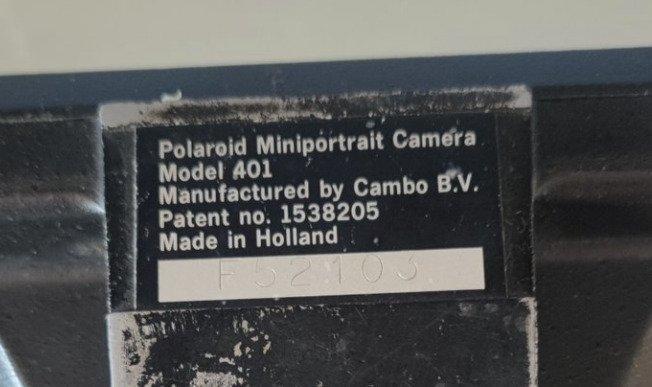 Polaroid Miniportrait Camera
Model 401
Manufactured by Cambo B.V.
Patent no. 1538205
Made in Holland
F52103